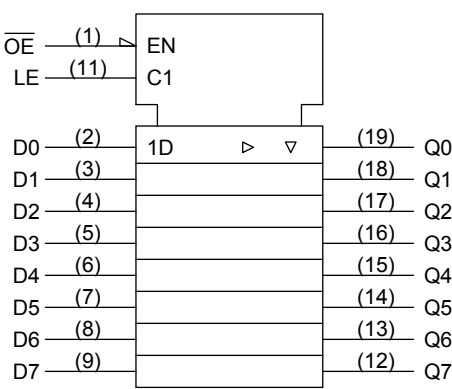 O̅E̅ (1) EN
LE (11) C1
D0 (2) 1D (19) Q0
D1 (3) (18) Q1
D2 (4) (17) Q2
D3 (5) (16) Q3
D4 (6) (15) Q4
D5 (7) (14) Q5
D6 (8) (13) Q6
D7 (9) (12) Q7